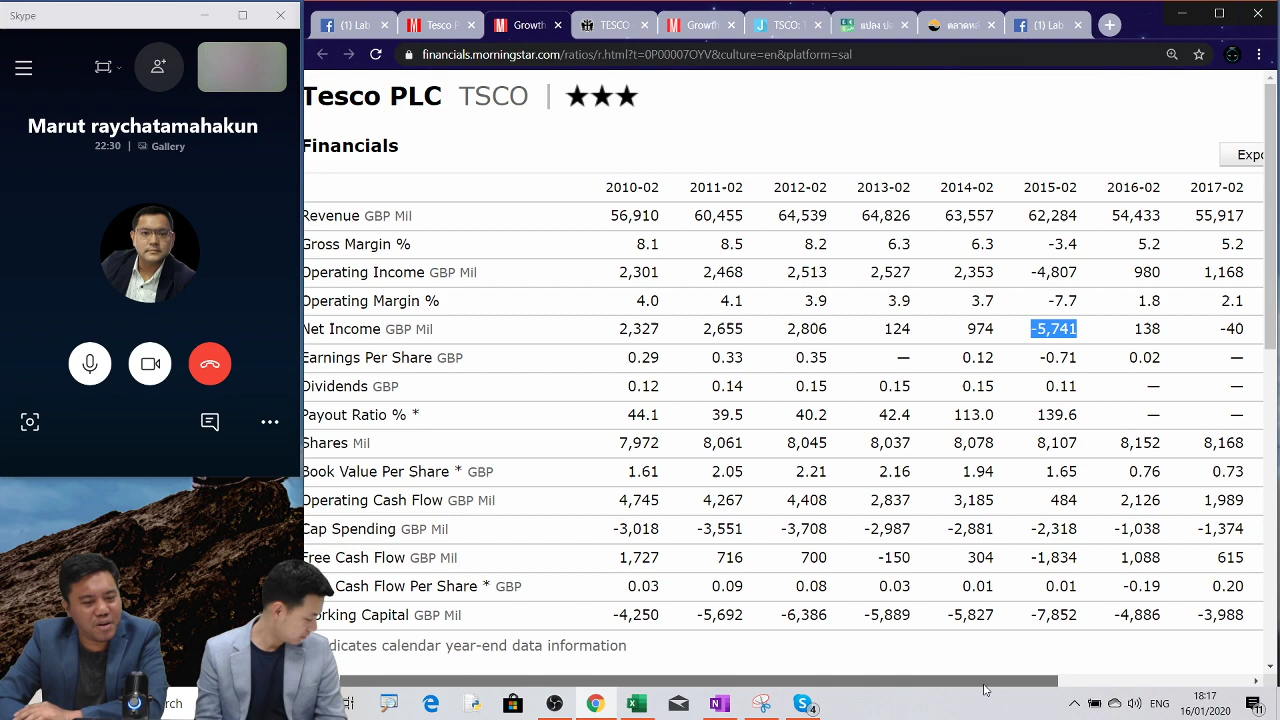 Skype
Marut raychatamahakun
22:30 | Gallery
(1) Lab
Tesco P
Growth
TESCO
Growth
TSCO:
แปลง ปอ
ตลาดหลั
(1) Lab
financials.morningstar.com/ratios/r.html?t=0P00007OYV&culture=en&platform=sal
Tesco PLC TSCO
Financials
Expo
2010-02 2011-02 2012-02 2013-02 2014-02 2015-02 2016-02 2017-02
Revenue GBP Mil 56,910 60,455 64,539 64,826 63,557 62,284 54,433 55,917
Gross Margin % 8.1 8.5 8.2 6.3 6.3 -3.4 5.2 5.2
Operating Income GBP Mil 2,301 2,468 2,513 2,527 2,353 -4,807 980 1,168
Operating Margin % 4.0 4.1 3.9 3.9 3.7 -7.7 1.8 2.1
Net Income GBP Mil 2,327 2,655 2,806 124 974 -5,741 138 -40
Earnings Per Share GBP 0.29 0.33 0.35 — 0.12 -0.71 0.02 —
Dividends GBP 0.12 0.14 0.15 0.15 0.15 0.11 — —
Payout Ratio % * 44.1 39.5 40.2 42.4 113.0 139.6 — —
Shares Mil 7,972 8,061 8,045 8,037 8,078 8,107 8,152 8,168
Book Value Per Share * GBP 1.61 2.05 2.21 2.16 1.94 1.65 0.76 0.73
Operating Cash Flow GBP Mil 4,745 4,267 4,408 2,837 3,185 484 2,126 1,989
Cap Spending GBP Mil -3,018 -3,551 -3,708 -2,987 -2,881 -2,318 -1,038 -1,374
Free Cash Flow GBP Mil 1,727 716 700 -150 304 -1,834 1,088 615
Cash Flow Per Share * GBP 0.03 0.09 0.08 0.03 0.01 0.01 -0.19 0.20
orking Capital GBP Mil -4,250 -5,692 -6,386 -5,889 -5,827 -7,852 -4,886 -3,988
dicates calendar year-end data information
rch
4
ENG
18:17
16/01/2020
11